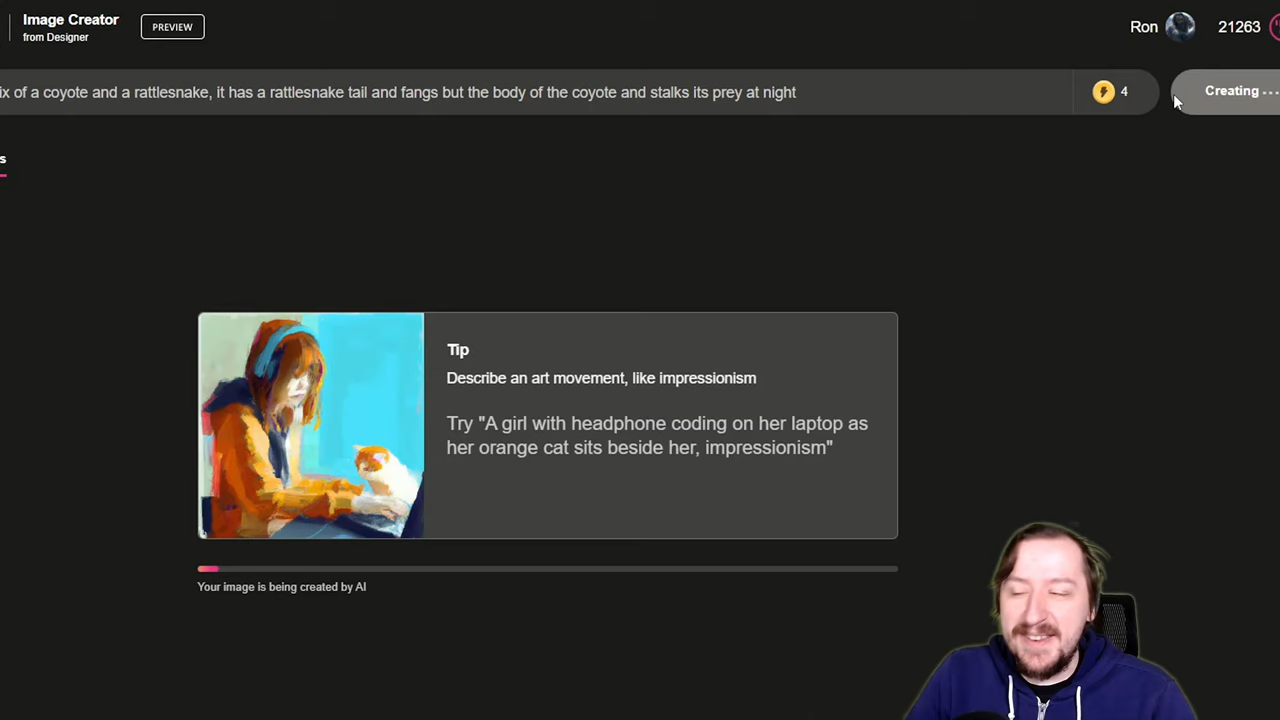 Image Creator
from Designer
PREVIEW
Ron
21263
ix of a coyote and a rattlesnake, it has a rattlesnake tail and fangs but the body of the coyote and stalks its prey at night
4
Creating ...
s
Tip
Describe an art movement, like impressionism
Try "A girl with headphone coding on her laptop as
her orange cat sits beside her, impressionism"
Your image is being created by AI